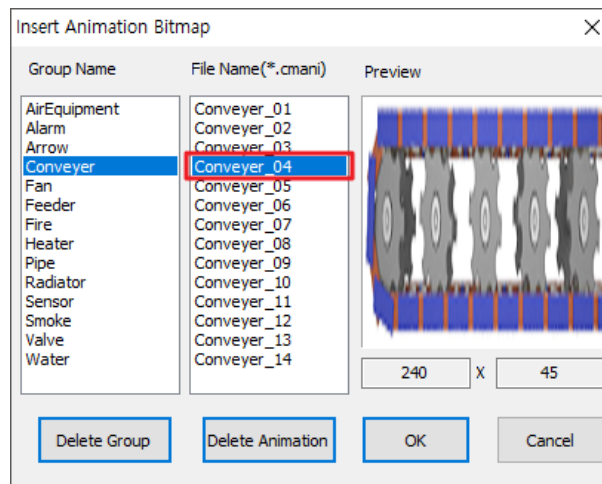 Insert Animation Bitmap
Group Name
File Name(*.cmani)
Preview
AirEquipment
Alarm
Arrow
Conveyer
Fan
Feeder
Fire
Heater
Pipe
Radiator
Sensor
Smoke
Valve
Water
Conveyer_01
Conveyer_02
Conveyer_03
Conveyer_04
Conveyer_05
Conveyer_06
Conveyer_07
Conveyer_08
Conveyer_09
Conveyer_10
Conveyer_11
Conveyer_12
Conveyer_13
Conveyer_14
240 X 45
Delete Group
Delete Animation
OK
Cancel